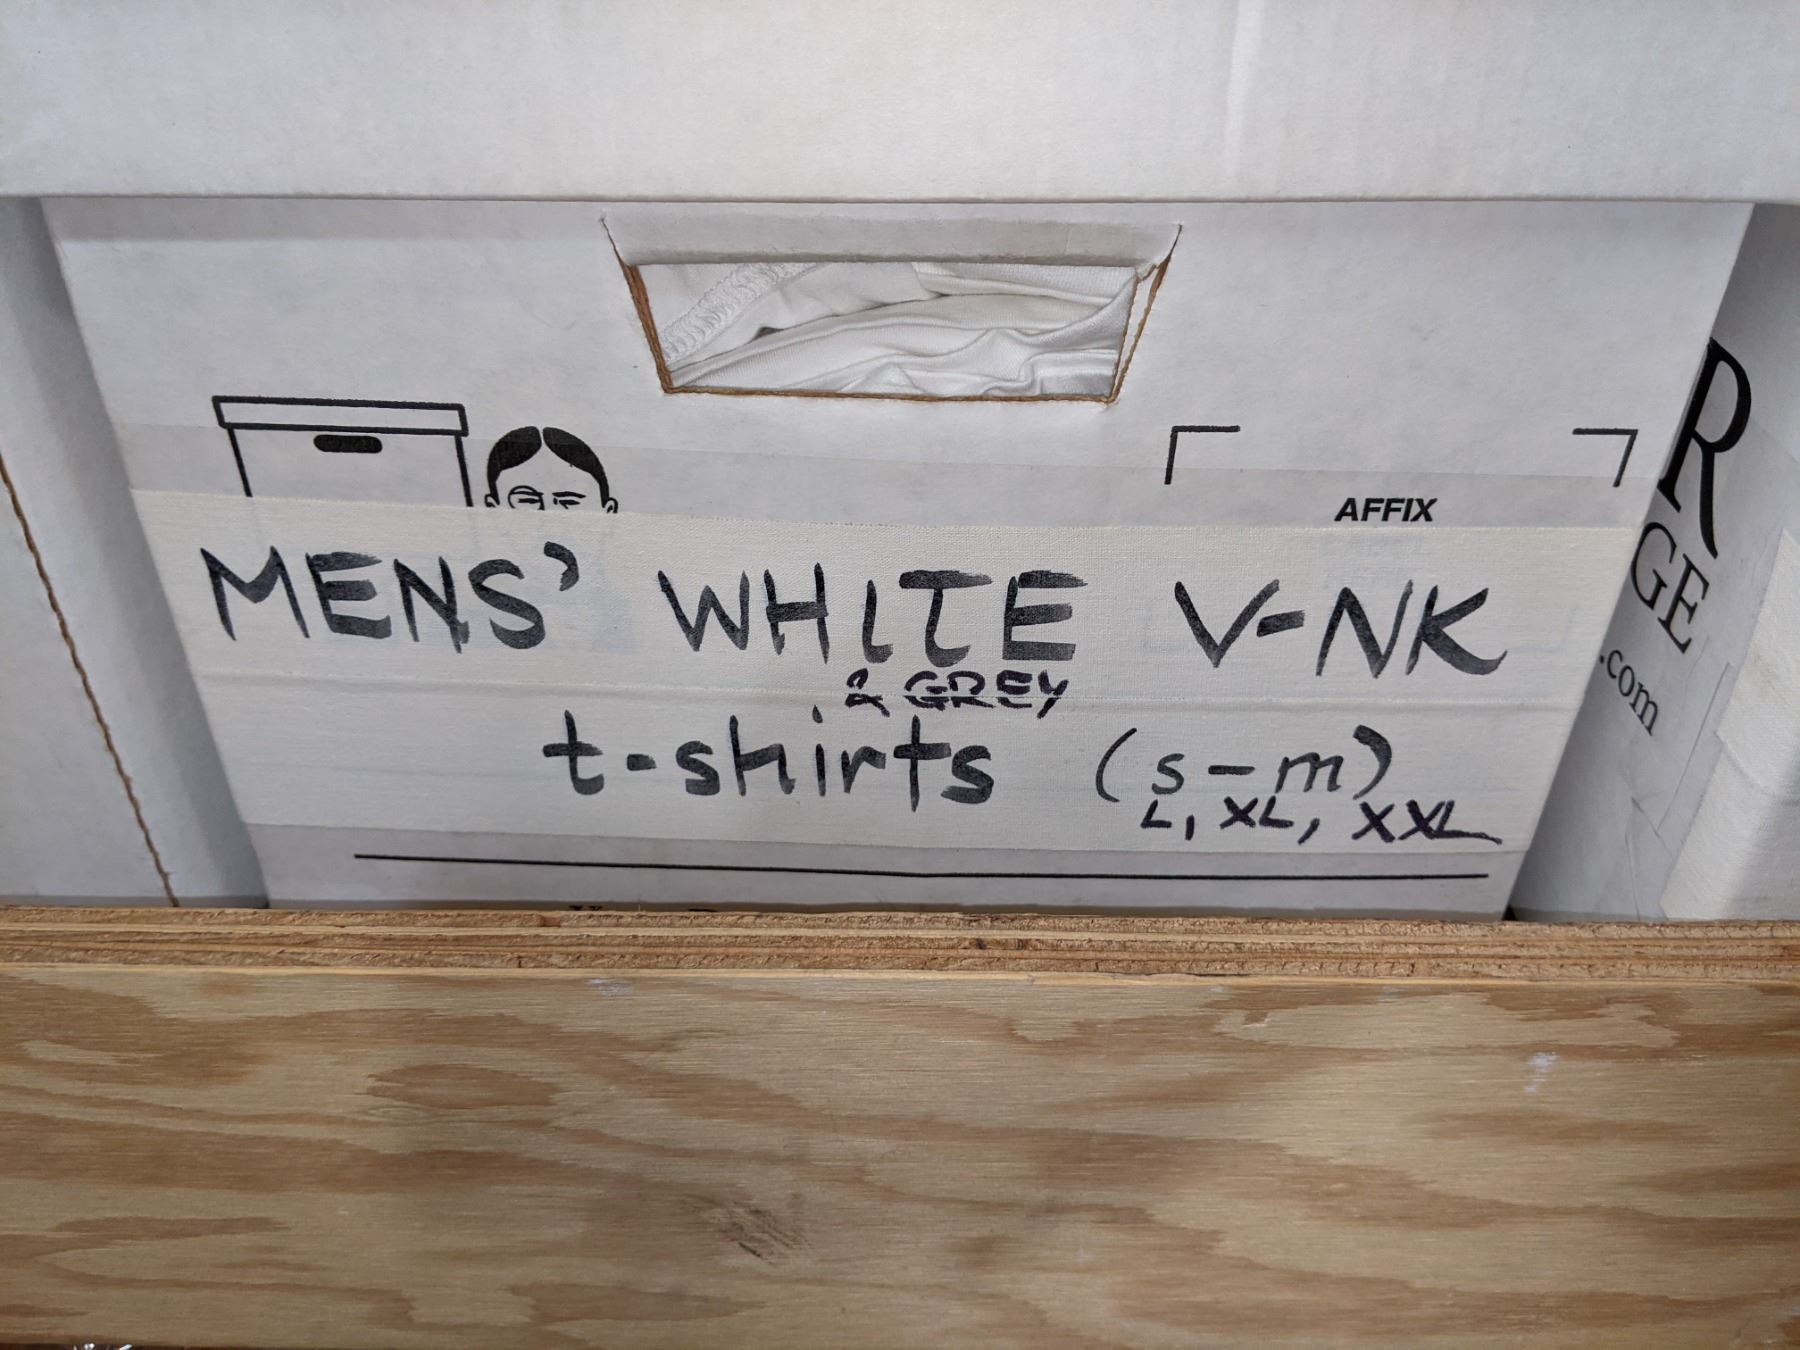 AFFIX
MENS' WHITE V-NK
& GREY
t-shirts (s-m)
L, XL, XXL
R
GE
.com